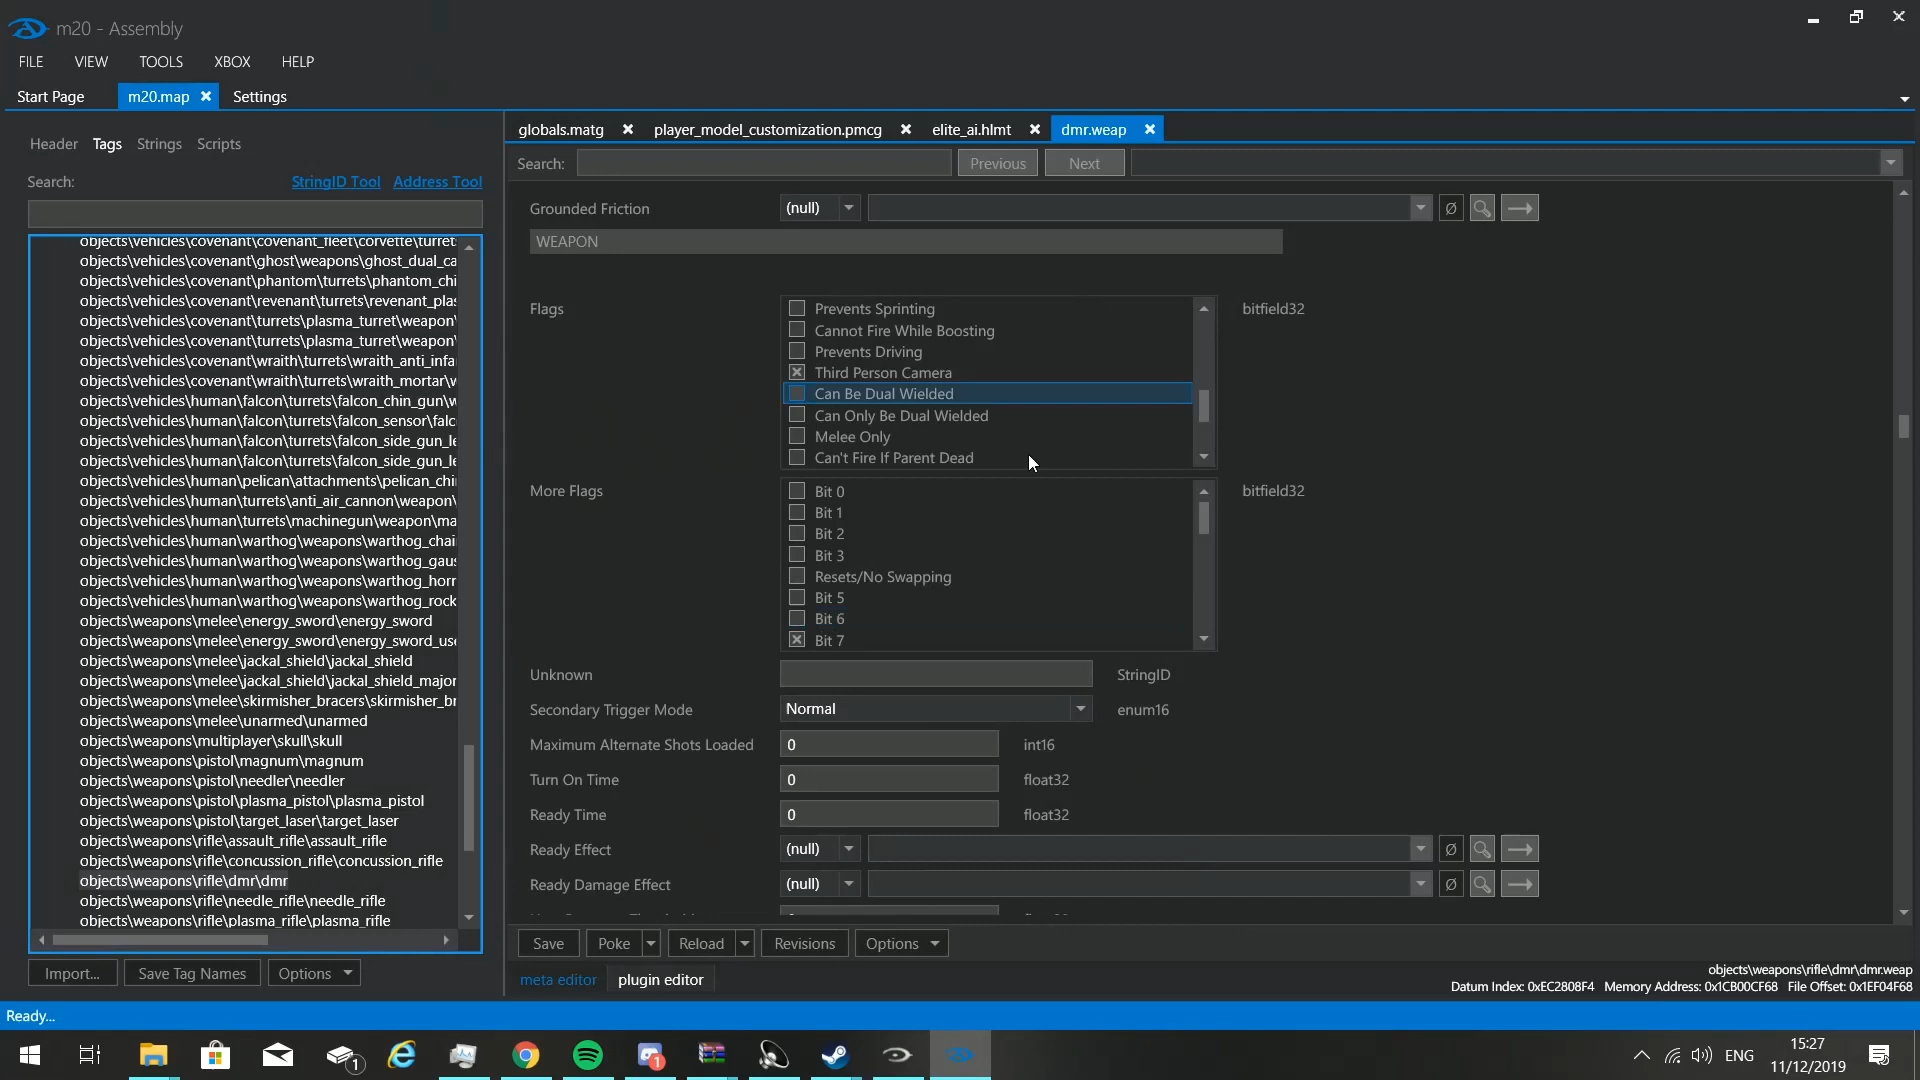 m20 - Assembly
FILE VIEW TOOLS XBOX HELP
Start Page m20.map Settings
Header Tags Strings Scripts
Search: StringID Tool Address Tool
objects\vehicles\covenant\covenant_fleet\corvette\turret
objects\vehicles\covenant\ghost\weapons\ghost_dual_ca
objects\vehicles\covenant\phantom\turrets\phantom_chi
objects\vehicles\covenant\revenant\turrets\revenant_plas
objects\vehicles\covenant\turrets\plasma_turret\weapon\
objects\vehicles\covenant\turrets\plasma_turret\weapon\
objects\vehicles\covenant\wraith\turrets\wraith_anti_infa
objects\vehicles\covenant\wraith\turrets\wraith_mortar\w
objects\vehicles\human\falcon\turrets\falcon_chin_gun\w
objects\vehicles\human\falcon\turrets\falcon_sensor\falc
objects\vehicles\human\falcon\turrets\falcon_side_gun_le
objects\vehicles\human\falcon\turrets\falcon_side_gun_l
objects\vehicles\human\pelican\attachments\pelican_chi
objects\vehicles\human\turrets\anti_air_cannon\weapon\
objects\vehicles\human\turrets\machinegun\weapon\ma
objects\vehicles\human\warthog\weapons\warthog_chai
objects\vehicles\human\warthog\weapons\warthog_gaus
objects\vehicles\human\warthog\weapons\warthog_horr
objects\vehicles\human\warthog\weapons\warthog_rock
objects\weapons\melee\energy_sword\energy_sword
objects\weapons\melee\energy_sword\energy_sword_use
objects\weapons\melee\jackal_shield\jackal_shield
objects\weapons\melee\jackal_shield\jackal_shield_major
objects\weapons\melee\skirmisher_bracers\skirmisher_br
objects\weapons\melee\unarmed\unarmed
objects\weapons\multiplayer\skull\skull
objects\weapons\pistol\magnum\magnum
objects\weapons\pistol\needler\needler
objects\weapons\pistol\plasma_pistol\plasma_pistol
objects\weapons\pistol\target_laser\target_laser
objects\weapons\rifle\assault_rifle\assault_rifle
objects\weapons\rifle\concussion_rifle\concussion_rifle
objects\weapons\rifle\dmr\dmr
objects\weapons\rifle\needle_rifle\needle_rifle
objects\weapons\rifle\plasma_rifle\plasma_rifle
Import... Save Tag Names Options
globals.matg player_model_customization.pmcg elite_ai.hlmt dmr.weap
Search: Previous Next
Grounded Friction (null)
WEAPON
Flags bitfield32
Prevents Sprinting
Cannot Fire While Boosting
Prevents Driving
Third Person Camera
Can Be Dual Wielded
Can Only Be Dual Wielded
Melee Only
Can't Fire If Parent Dead
More Flags bitfield32
Bit 0
Bit 1
Bit 2
Bit 3
Resets/No Swapping
Bit 5
Bit 6
Bit 7
Unknown StringID
Secondary Trigger Mode Normal enum16
Maximum Alternate Shots Loaded 0 int16
Turn On Time 0 float32
Ready Time 0 float32
Ready Effect (null)
Ready Damage Effect (null)
Save Poke Reload Revisions Options
meta editor plugin editor
objects\weapons\rifle\dmr\dmr.weap
Datum Index: 0xEC2808F4 Memory Address: 0x1CB00CF68 File Offset: 0x1EF04F68
Ready...
1
1
ENG
15:27
11/12/2019